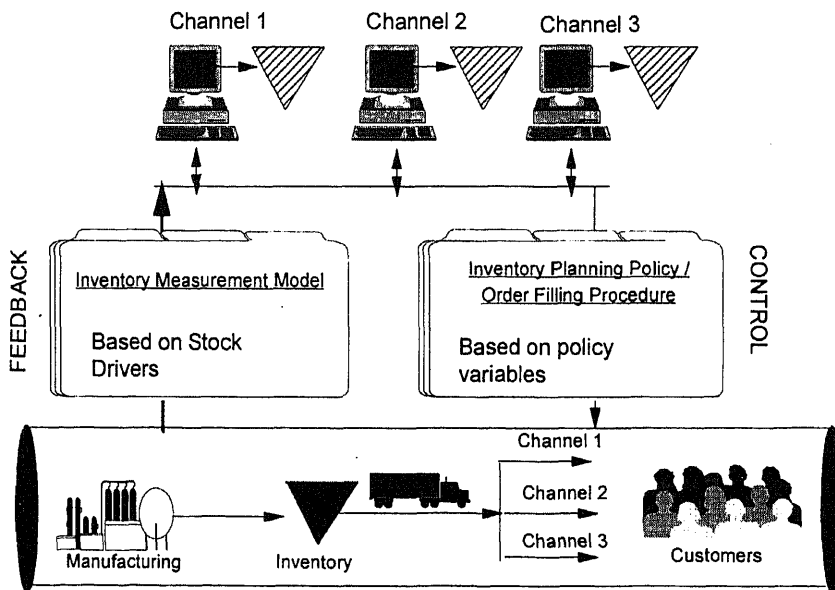 Channel 1
Channel 2
Channel 3
FEEDBACK
Inventory Measurement Model
Based on Stock
Drivers
Inventory Planning Policy /
Order Filling Procedure
Based on policy
variables
CONTROL
Channel 1
Channel 2
Channel 3
Manufacturing
Inventory
Customers